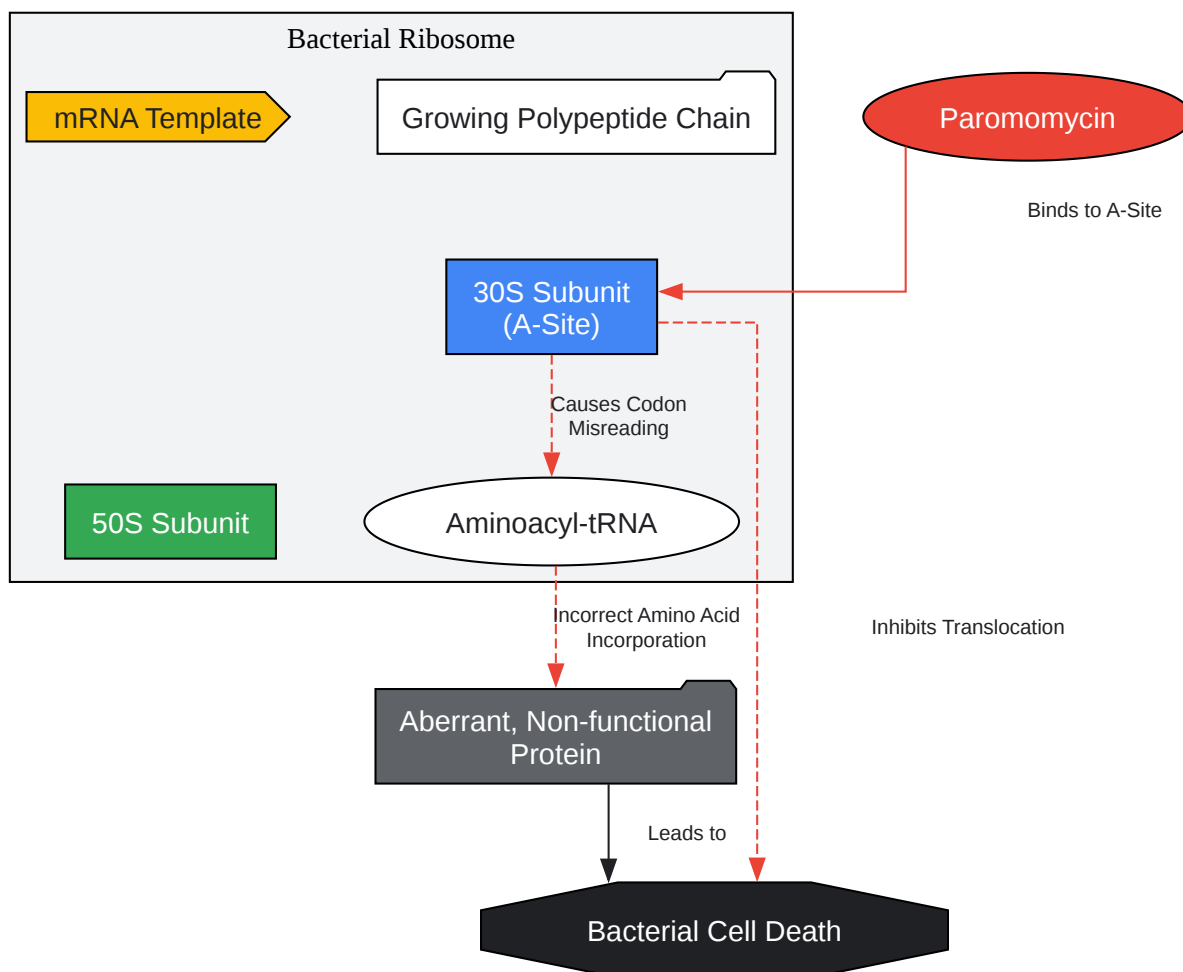 Bacterial Ribosome
mRNA Template
Growing Polypeptide Chain
Paromomycin
Binds to A-Site
30S Subunit
(A-Site)
Causes Codon
Misreading
50S Subunit
Aminoacyl-tRNA
Incorrect Amino Acid
Incorporation
Inhibits Translocation
Aberrant, Non-functional
Protein
Leads to
Bacterial Cell Death